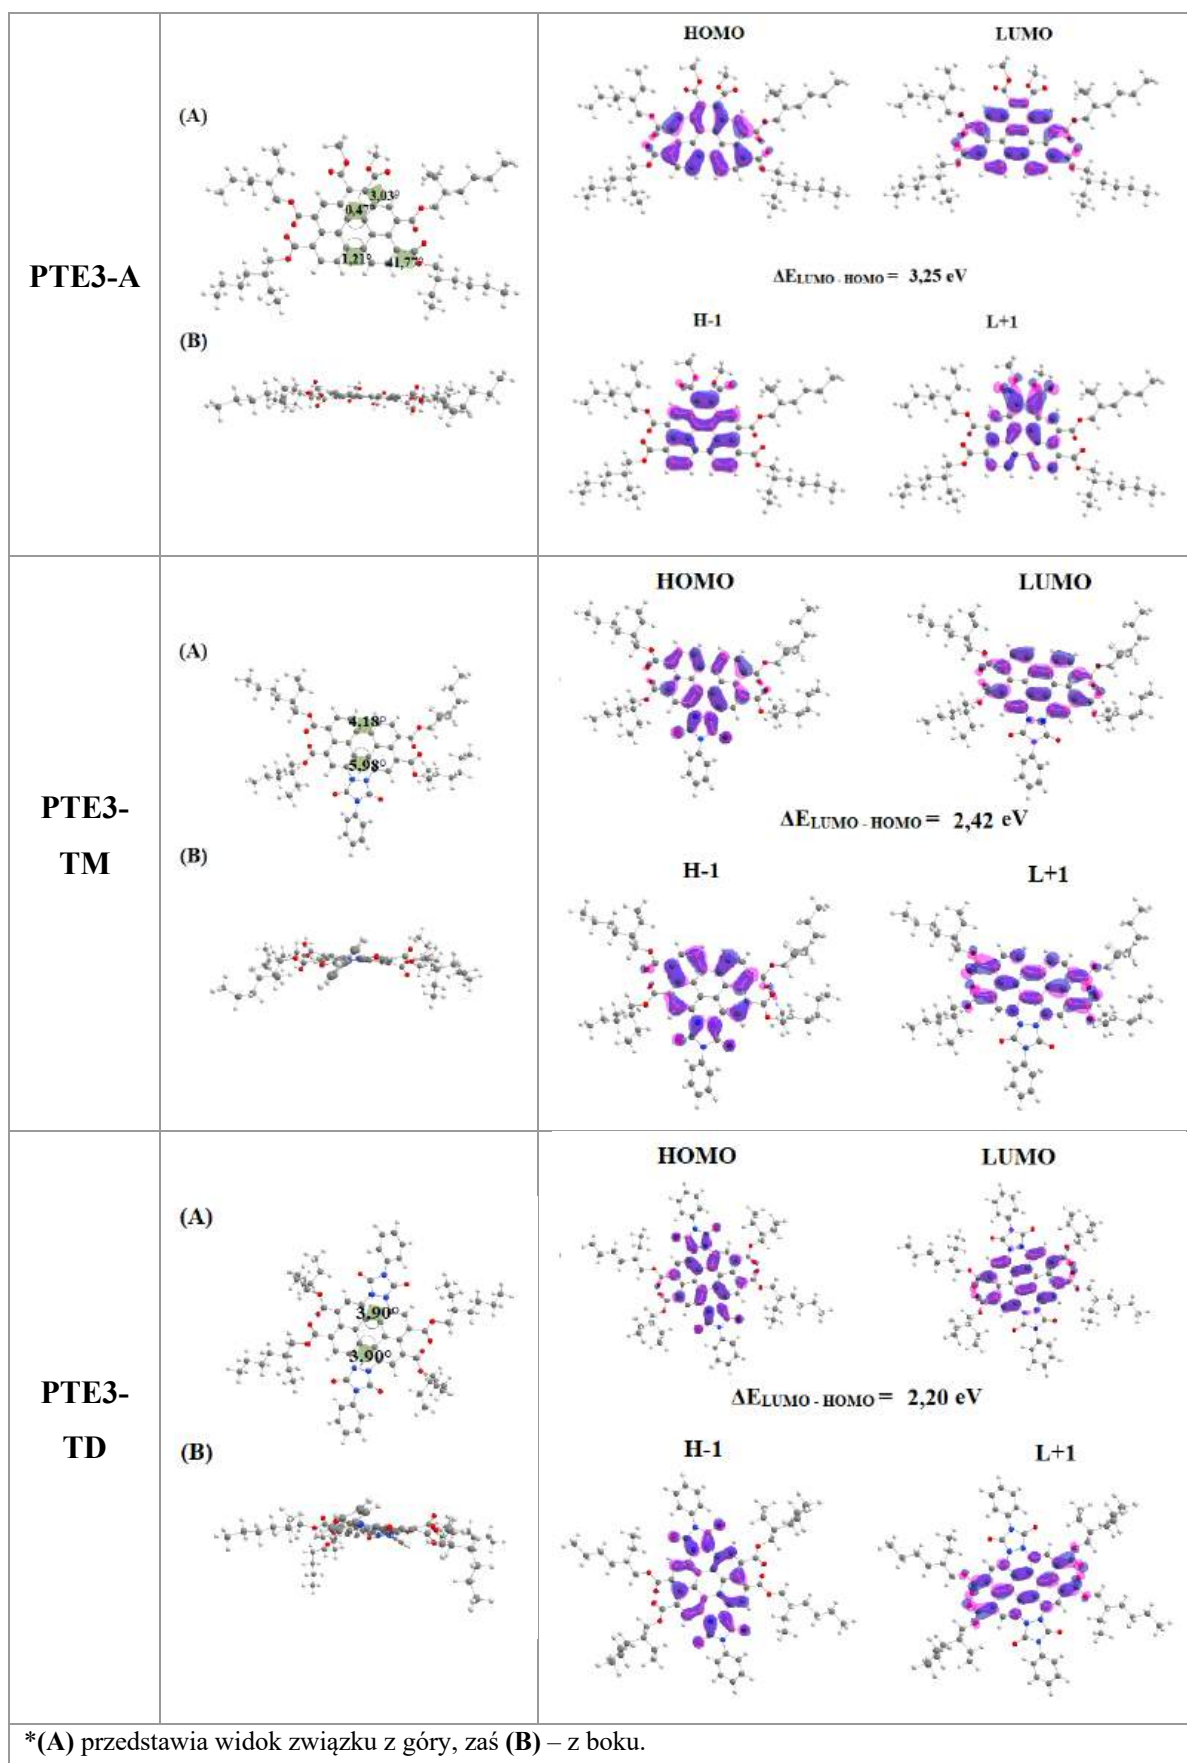 PTE3-A
(A)
3,03°
0,47°
1,21°
41,77°
(B)
HOMO
LUMO
ΔELUMO - HOMO = 3,25 eV
H-1
L+1
PTE3-
TM
(A)
4,18°
5,98°
(B)
HOMO
LUMO
ΔELUMO - HOMO = 2,42 eV
H-1
L+1
PTE3-
TD
(A)
3,90°
3,90°
(B)
HOMO
LUMO
ΔELUMO - HOMO = 2,20 eV
H-1
L+1
*(A) przedstawia widok związku z góry, zaś (B) – z boku.